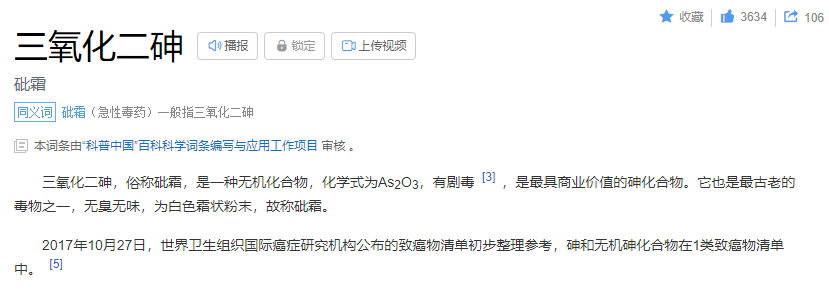 收藏 3634 106
三氧化二砷 播报 锁定 上传视频
砒霜
同义词 砒霜（急性毒药）一般指三氧化二砷
本词条由“科普中国”百科科学词条编写与应用工作项目 审核 。
三氧化二砷，俗称砒霜，是一种无机化合物，化学式为As₂O₃，有剧毒 [3] ，是最具商业价值的砷化合物。它也是最古老的
毒物之一，无臭无味，为白色霜状粉末，故称砒霜。
2017年10月27日，世界卫生组织国际癌症研究机构公布的致癌物清单初步整理参考，砷和无机砷化合物在1类致癌物清单
中。 [5]